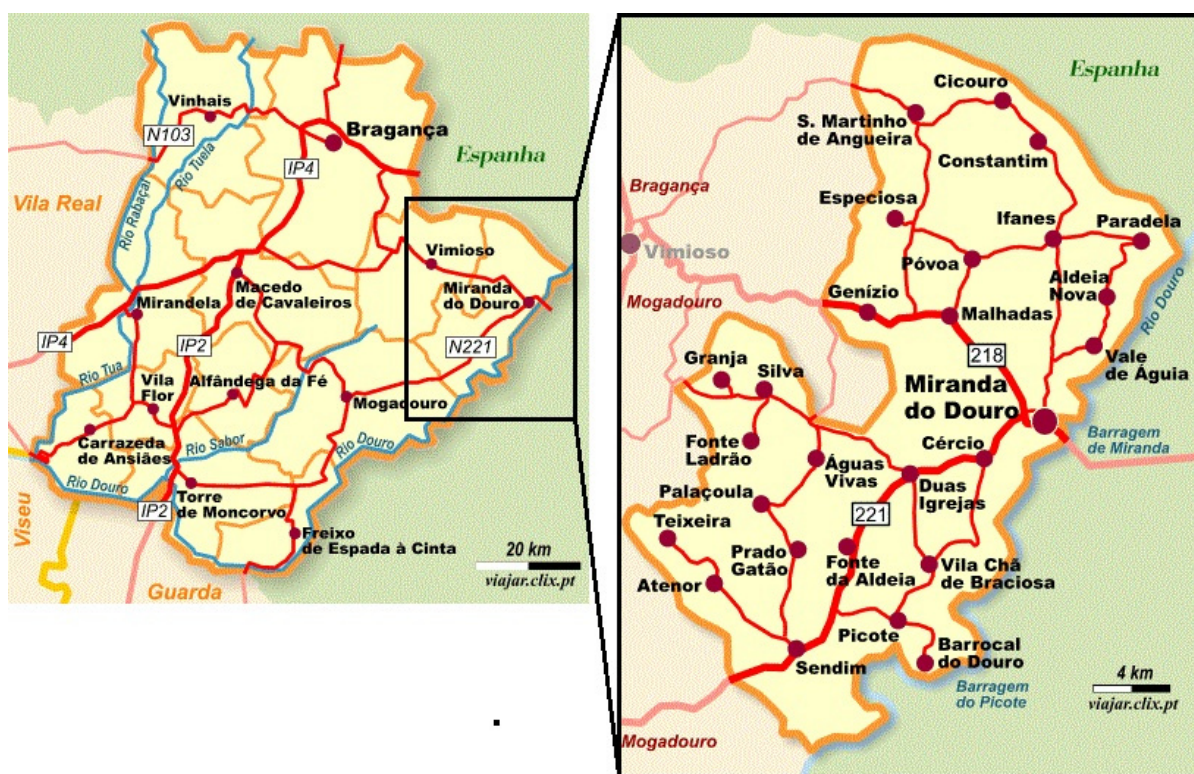 Vinhais
N103
Bragança
Rio Tuela
IP4
Espanha
Vila Real
Rio Rabaçal
Vimioso
Macedo
de Cavaleiros
Miranda
do Douro
Mirandela
IP4
IP2
N221
Rio Tua
Vila
Flor
Alfândega da Fé
Mogadouro
Carrazeda
de Ansiães
Rio Sabor
Rio Douro
Rio Douro
Viseu
IP2
Torre
de Moncorvo
Freixo
de Espada à Cinta
20 km
viajar.clix.pt
Guarda
Espanha
Cicouro
S. Martinho
de Angueira
Constantim
Bragança
Especiosa
Ifanes
Paradela
Vimioso
Póvoa
Aldeia
Nova
Rio Douro
Mogadouro
Genízio
Malhadas
218
Vale
de Águia
Granja
Silva
Miranda
do Douro
Barragem
de Miranda
Fonte
Ladrão
Águas
Vivas
Cércio
Duas
Igrejas
Palaçoula
221
Teixeira
Prado
Gatão
Fonte
da Aldeia
Vila Chã
de Braciosa
Atenor
Picote
Sendim
Barrocal
do Douro
Barragem
do Picote
4 km
viajar.clix.pt
Mogadouro